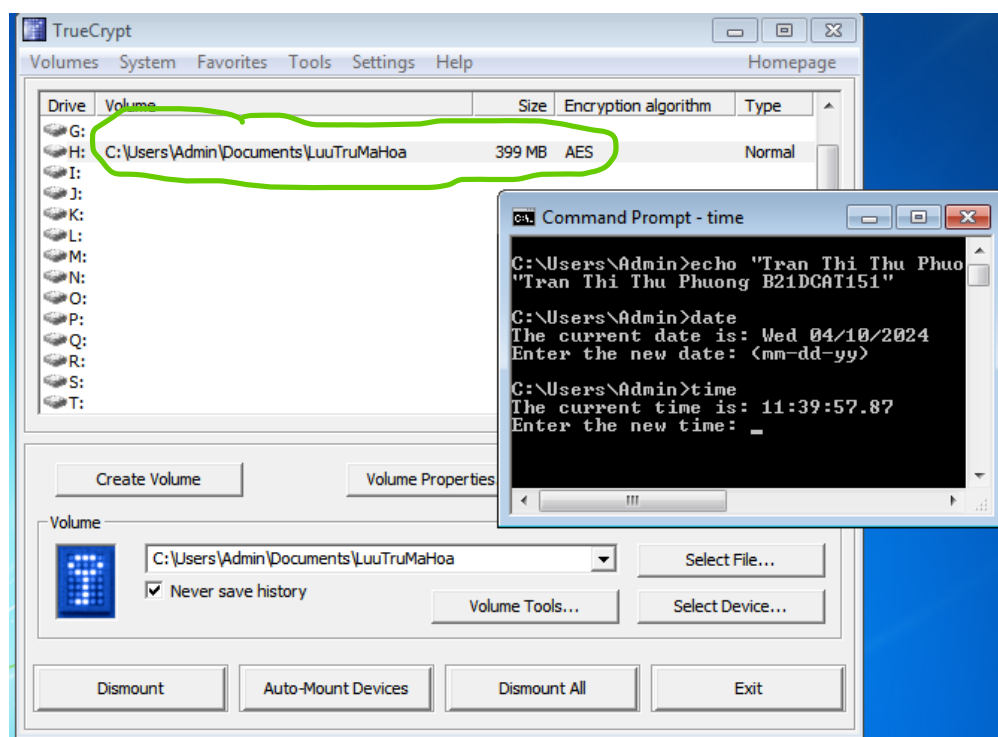 TrueCrypt
Volumes System Favorites Tools Settings Help Homepage
Drive Volume Size Encryption algorithm Type
G:
H: C:\Users\Admin\Documents\LuuTruMaHoa 399 MB AES Normal
I:
J:
K:
L:
M:
N:
O:
P:
Q:
R:
S:
T:
Create Volume
Volume Properties
Volume
C:\Users\Admin\Documents\LuuTruMaHoa
Select File...
Never save history
Volume Tools...
Select Device...
Dismount
Auto-Mount Devices
Dismount All
Exit
Command Prompt - time
C:\Users\Admin>echo "Tran Thi Thu Phuo
"Tran Thi Thu Phuong B21DCAT151"
C:\Users\Admin>date
The current date is: Wed 04/10/2024
Enter the new date: (mm-dd-yy)
C:\Users\Admin>time
The current time is: 11:39:57.87
Enter the new time: _